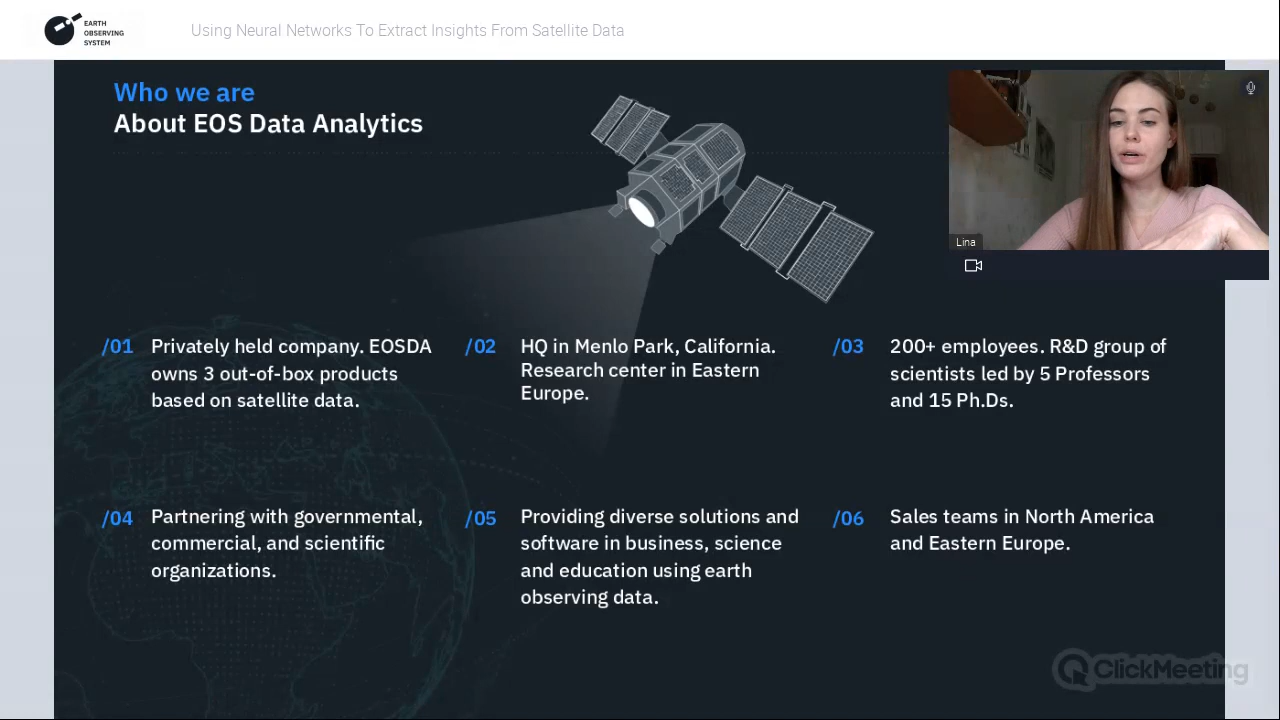 EARTH
OBSERVING
SYSTEM
Using Neural Networks To Extract Insights From Satellite Data
Who we are
About EOS Data Analytics
Lina
/01 Privately held company. EOSDA
owns 3 out-of-box products
based on satellite data.
/02 HQ in Menlo Park, California.
Research center in Eastern
Europe.
/03 200+ employees. R&D group of
scientists led by 5 Professors
and 15 Ph.Ds.
/04 Partnering with governmental,
commercial, and scientific
organizations.
/05 Providing diverse solutions and
software in business, science
and education using earth
observing data.
/06 Sales teams in North America
and Eastern Europe.
ClickMeeting